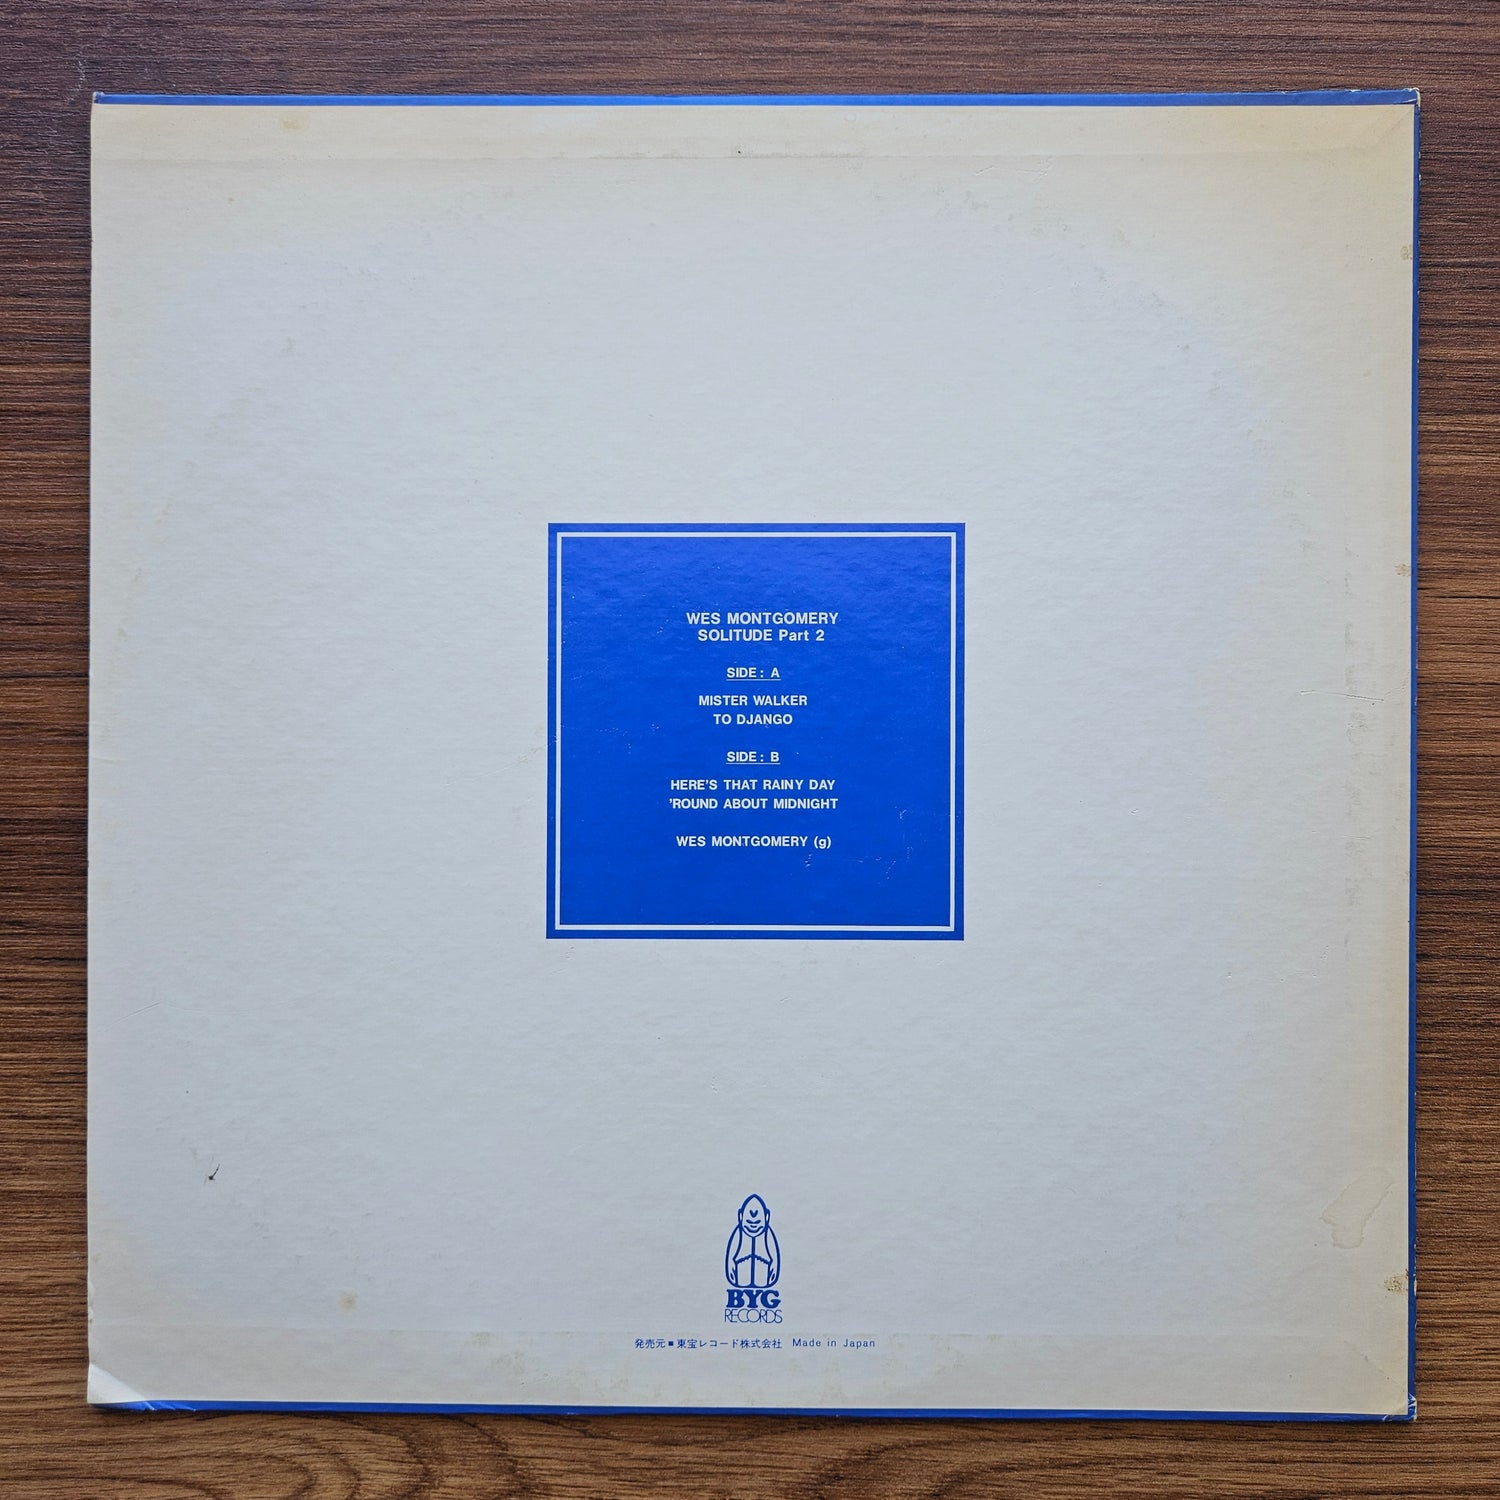 WES MONTGOMERY
SOLITUDE Part 2
SIDE : A
MISTER WALKER
TO DJANGO
SIDE : B
HERE'S THAT RAINY DAY
'ROUND ABOUT MIDNIGHT
WES MONTGOMERY (g)
BYG
RECORDS
発売元■東宝レコード株式会社 Made in Japan